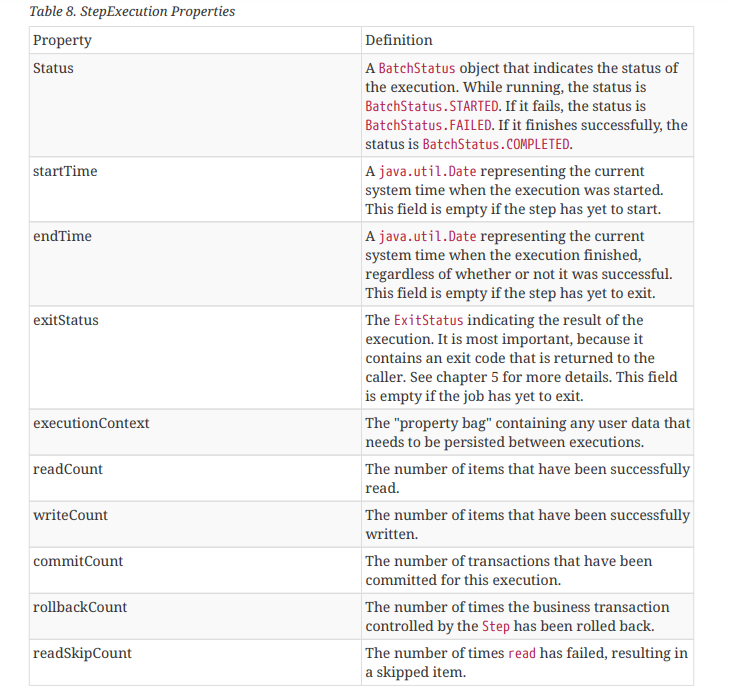 Table 8. StepExecution Properties
Property
Definition
Status
A BatchStatus object that indicates the status of
the execution. While running, the status is
BatchStatus.STARTED. If it fails, the status is
BatchStatus.FAILED. If it finishes successfully, the
status is BatchStatus.COMPLETED.
startTime
A java.util.Date representing the current
system time when the execution was started.
This field is empty if the step has yet to start.
endTime
A java.util.Date representing the current
system time when the execution finished,
regardless of whether or not it was successful.
This field is empty if the step has yet to exit.
exitStatus
The ExitStatus indicating the result of the
execution. It is most important, because it
contains an exit code that is returned to the
caller. See chapter 5 for more details. This field
is empty if the job has yet to exit.
executionContext
The "property bag" containing any user data that
needs to be persisted between executions.
readCount
The number of items that have been successfully
read.
writeCount
The number of items that have been successfully
written.
commitCount
The number of transactions that have been
committed for this execution.
rollbackCount
The number of times the business transaction
controlled by the Step has been rolled back.
readSkipCount
The number of times read has failed, resulting in
a skipped item.